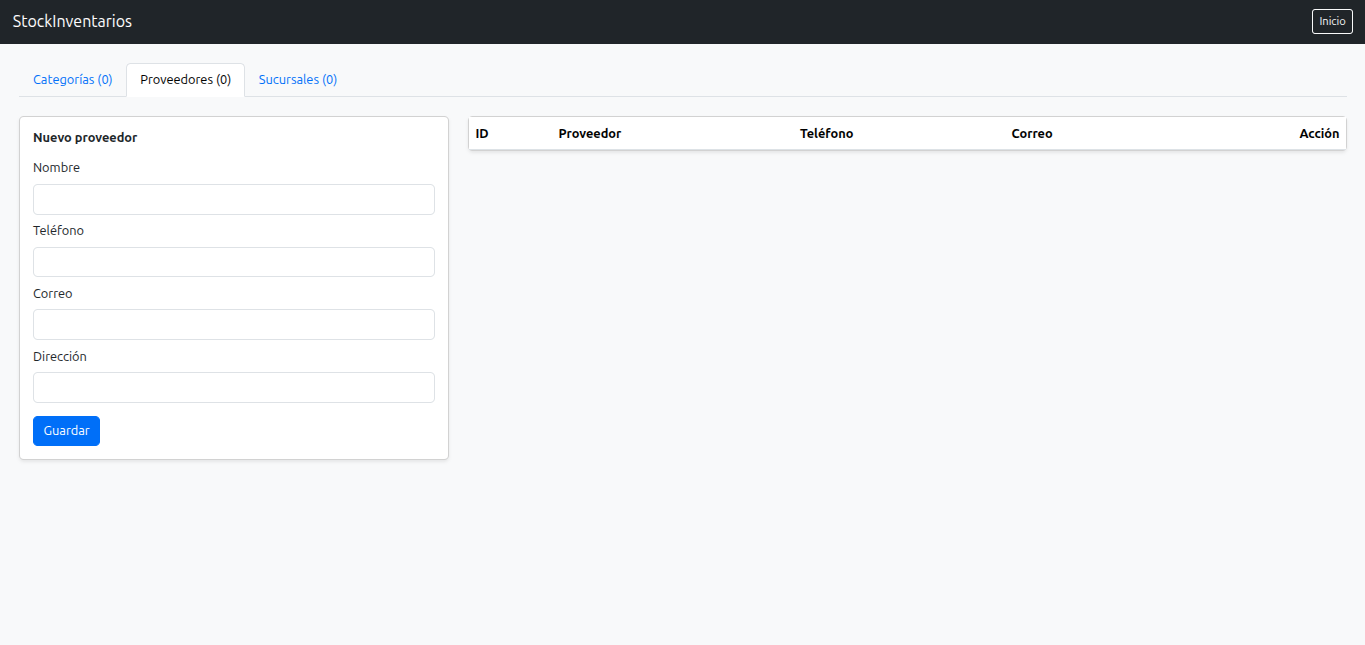 StockInventarios Inicio
Categorías (0) Proveedores (0) Sucursales (0)
Nuevo proveedor
Nombre
Teléfono
Correo
Dirección
Guardar
ID Proveedor Teléfono Correo Acción